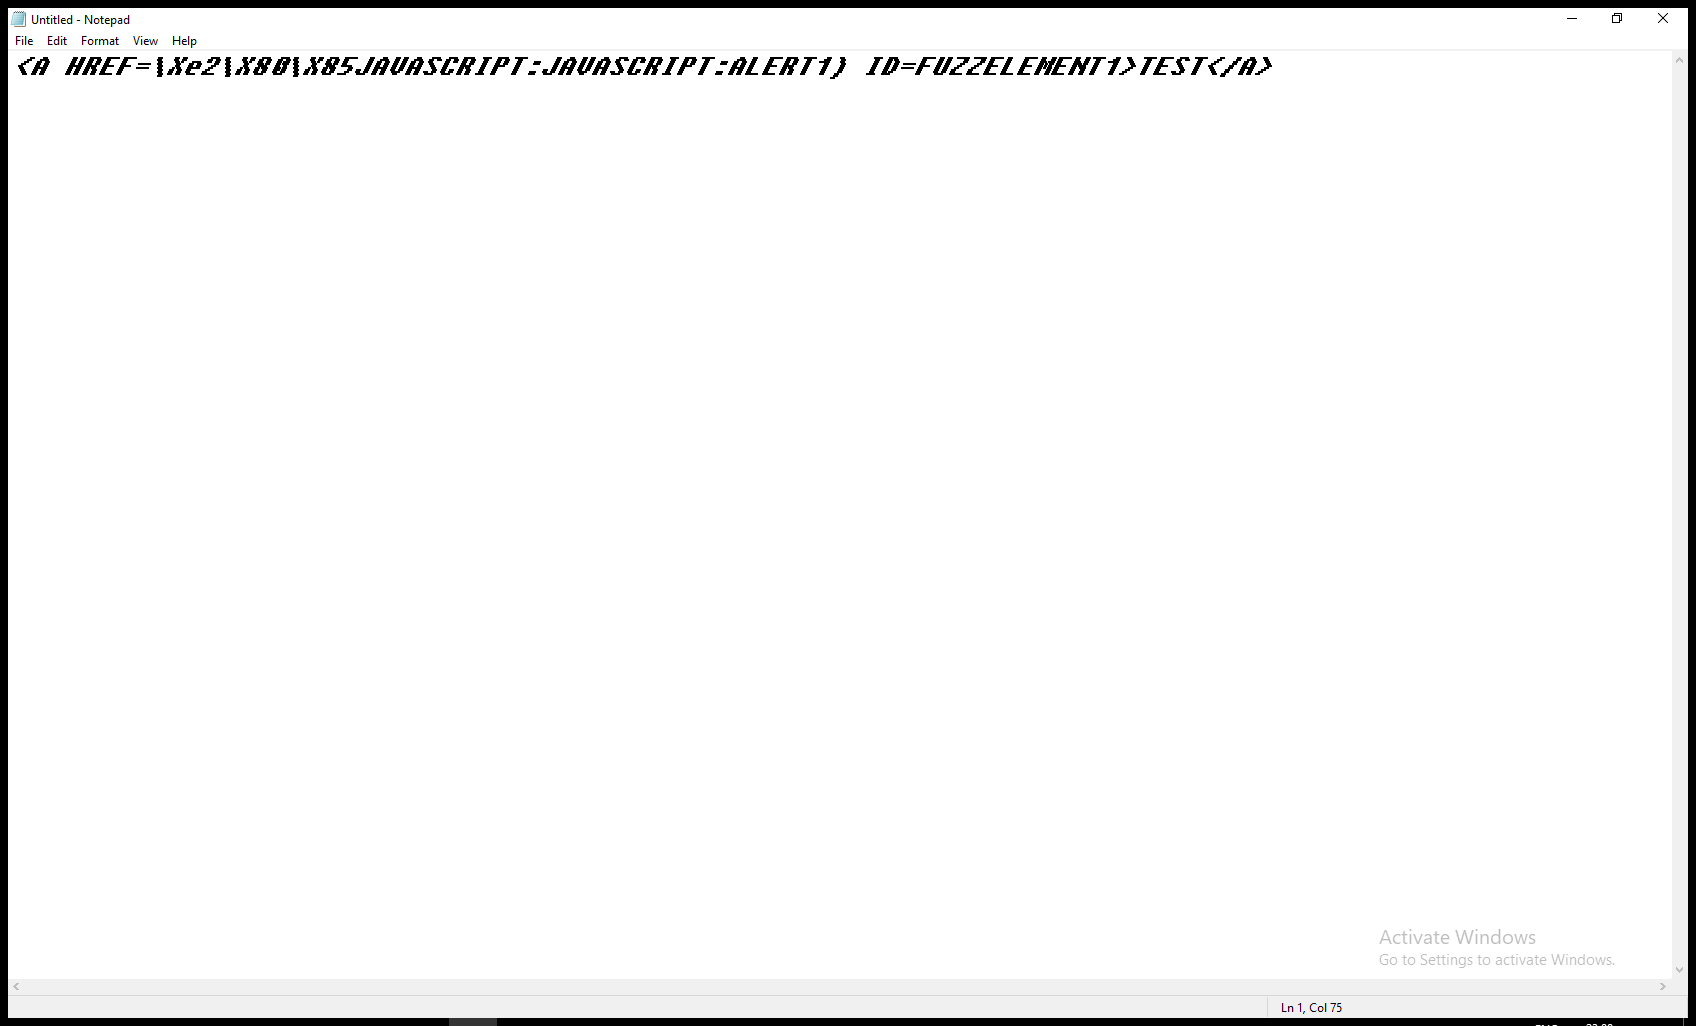 Untitled - Notepad
File Edit Format View Help
<A HREF=\Xe2\X80\X85JAVASCRIPT:JAVASCRIPT:ALERT1) ID=FUZZELEMENT1>TEST</A>
Activate Windows
Go to Settings to activate Windows.
Ln 1, Col 75